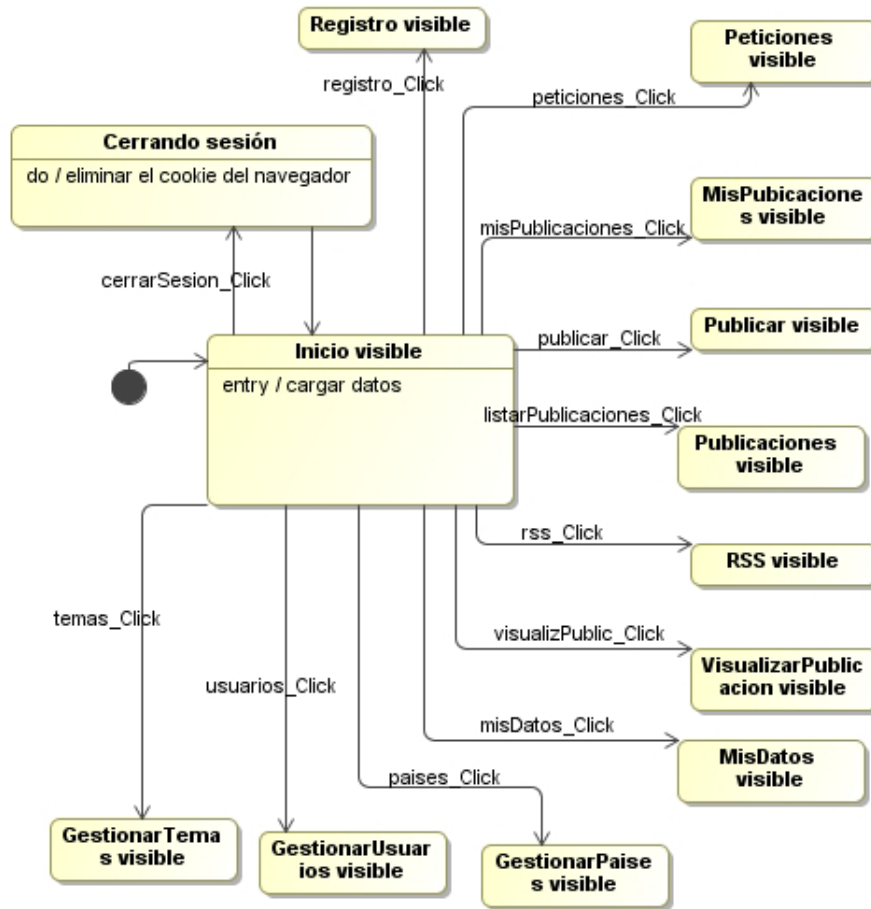 Registro visible
Peticiones
visible
registro_Click
peticiones_Click
Cerrando sesión
do / eliminar el cookie del navegador
MisPubicacione
s visible
misPublicaciones_Click
cerrarSesion_Click
Publicar visible
publicar_Click
Inicio visible
entry / cargar datos
listarPublicaciones_Click
Publicaciones
visible
rss_Click
RSS visible
temas_Click
visualizPublic_Click
VisualizarPublic
acion visible
usuarios_Click
misDatos_Click
MisDatos
visible
paises_Click
GestionarTema
s visible
GestionarUsuar
ios visible
GestionarPaise
s visible